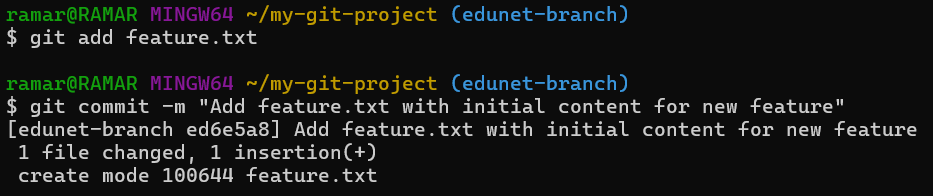 ramar@RAMAR MINGW64 ~/my-git-project (edunet-branch)
$ git add feature.txt
ramar@RAMAR MINGW64 ~/my-git-project (edunet-branch)
$ git commit -m "Add feature.txt with initial content for new feature"
[edunet-branch ed6e5a8] Add feature.txt with initial content for new feature
 1 file changed, 1 insertion(+)
 create mode 100644 feature.txt